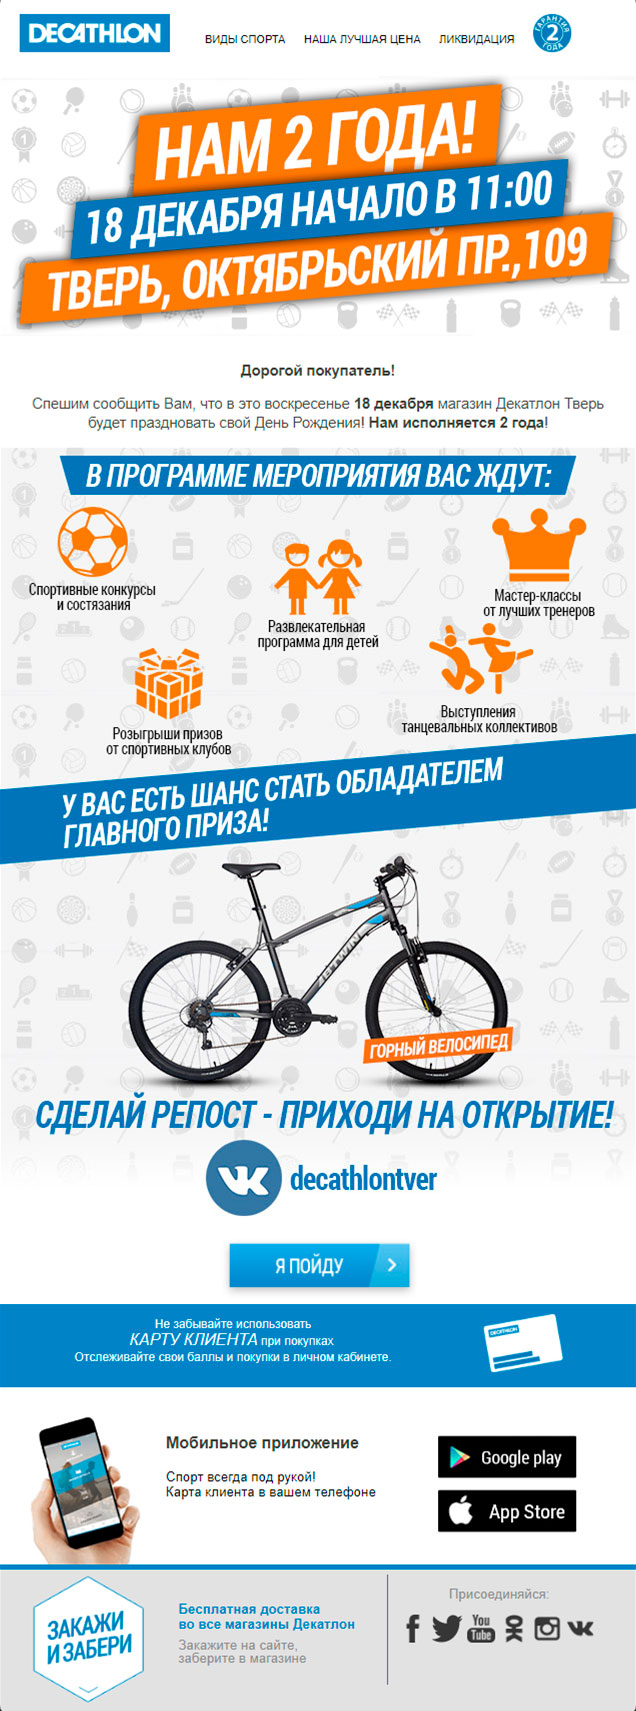 DECATHLON
ВИДЫ СПОРТА
НАША ЛУЧШАЯ ЦЕНА
ЛИКВИДАЦИЯ
ГАРАНТИЯ
2
ГОДА
НАМ 2 ГОДА!
18 ДЕКАБРЯ НАЧАЛО В 11:00
ТВЕРЬ, ОКТЯБРЬСКИЙ ПР.,109
Дорогой покупатель!
Спешим сообщить Вам, что в это воскресенье 18 декабря магазин Декатлон Тверь
будет праздновать свой День Рождения! Нам исполняется 2 года!
В ПРОГРАММЕ МЕРОПРИЯТИЯ ВАС ЖДУТ:
Спортивные конкурсы
и состязания
Развлекательная
программа для детей
Мастер-классы
от лучших тренеров
Розыгрыши призов
от спортивных клубов
Выступления
танцевальных коллективов
У ВАС ЕСТЬ ШАНС СТАТЬ ОБЛАДАТЕЛЕМ
ГЛАВНОГО ПРИЗА!
B'TWIN
ГОРНЫЙ ВЕЛОСИПЕД
СДЕЛАЙ РЕПОСТ - ПРИХОДИ НА ОТКРЫТИЕ!
decathlontver
Я ПОЙДУ
Не забывайте использовать
КАРТУ КЛИЕНТА при покупках
Отслеживайте свои баллы и покупки в личном кабинете.
DECATHLON
Мобильное приложение
Спорт всегда под рукой!
Карта клиента в вашем телефоне
Google play
App Store
ЗАКАЖИ
И ЗАБЕРИ
Бесплатная доставка
во все магазины Декатлон
Закажите на сайте,
заберите в магазине
Присоединяйся:
You
Tube